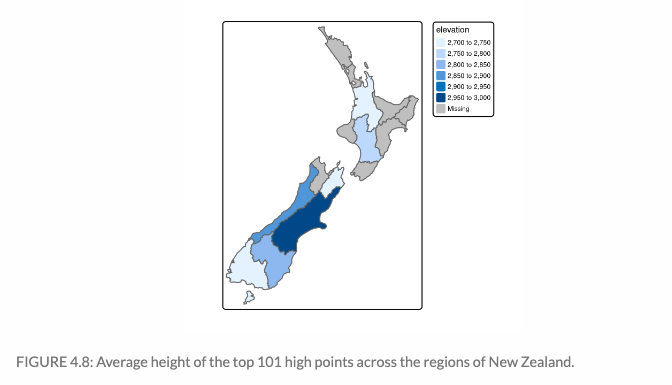 elevation
2,700 to 2,750
2,750 to 2,800
2,800 to 2,850
2,850 to 2,900
2,900 to 2,950
2,950 to 3,000
Missing
FIGURE 4.8: Average height of the top 101 high points across the regions of New Zealand.